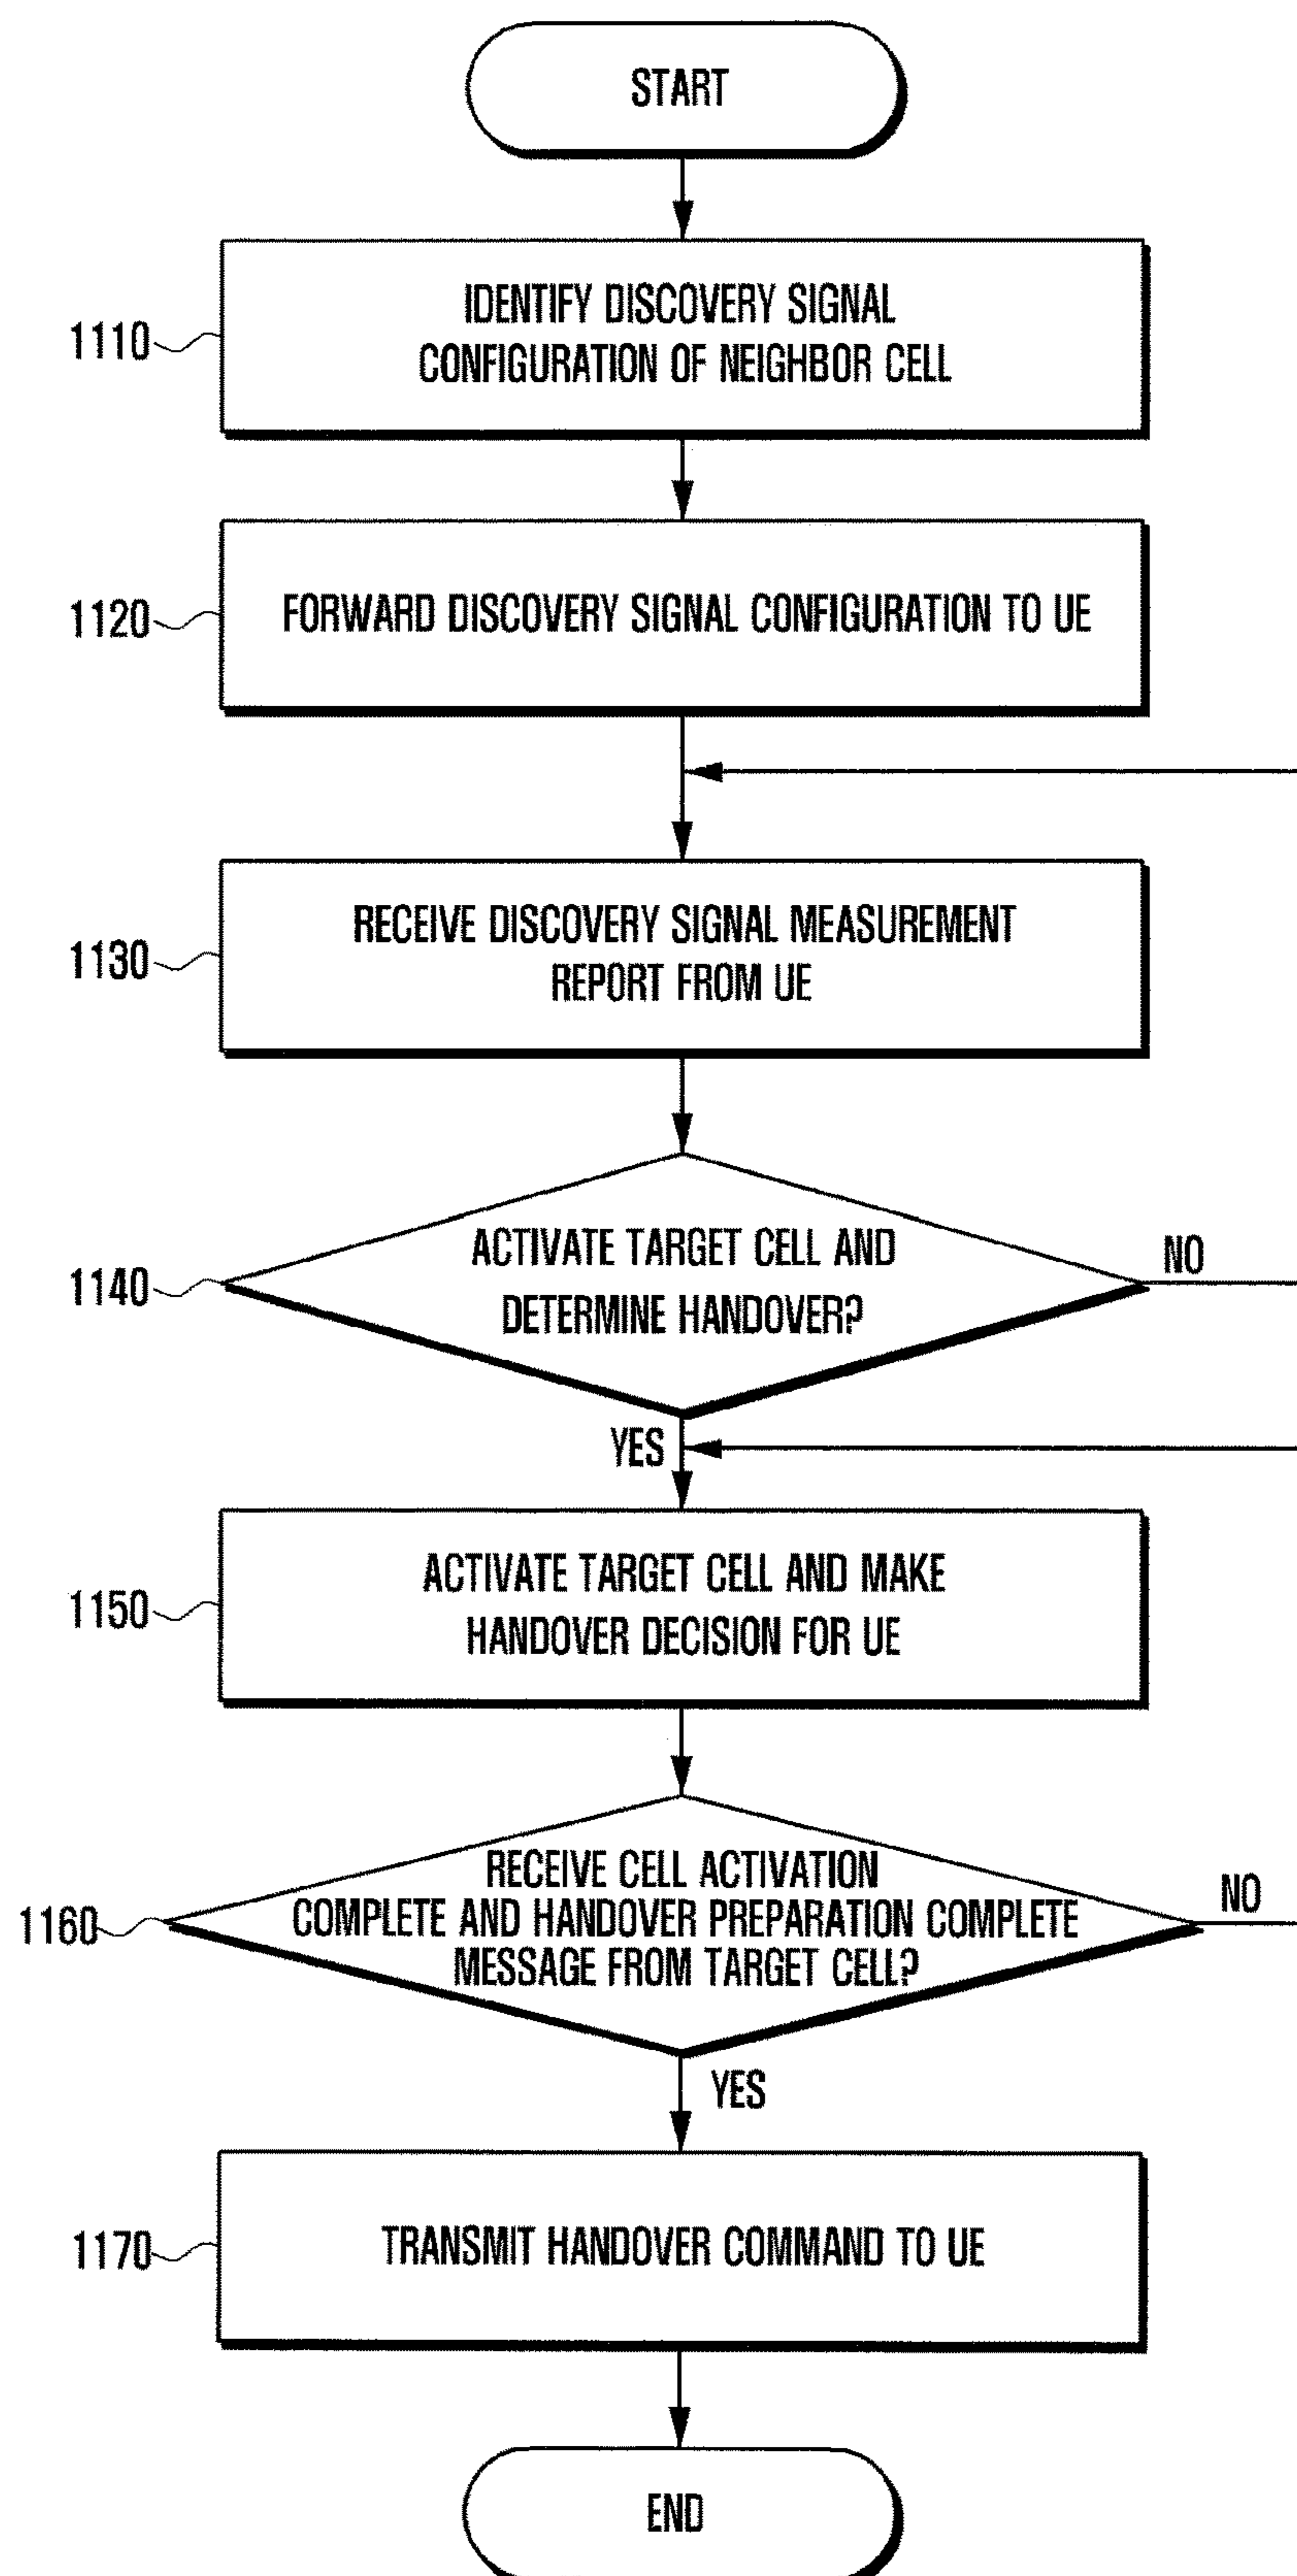 START
1110
IDENTIFY DISCOVERY SIGNAL
CONFIGURATION OF NEIGHBOR CELL
1120
FORWARD DISCOVERY SIGNAL CONFIGURATION TO UE
1130
RECEIVE DISCOVERY SIGNAL MEASUREMENT
REPORT FROM UE
1140
ACTIVATE TARGET CELL AND
DETERMINE HANDOVER?
NO
YES
1150
ACTIVATE TARGET CELL AND MAKE
HANDOVER DECISION FOR UE
1160
RECEIVE CELL ACTIVATION
COMPLETE AND HANDOVER PREPARATION COMPLETE
MESSAGE FROM TARGET CELL?
NO
YES
1170
TRANSMIT HANDOVER COMMAND TO UE
END